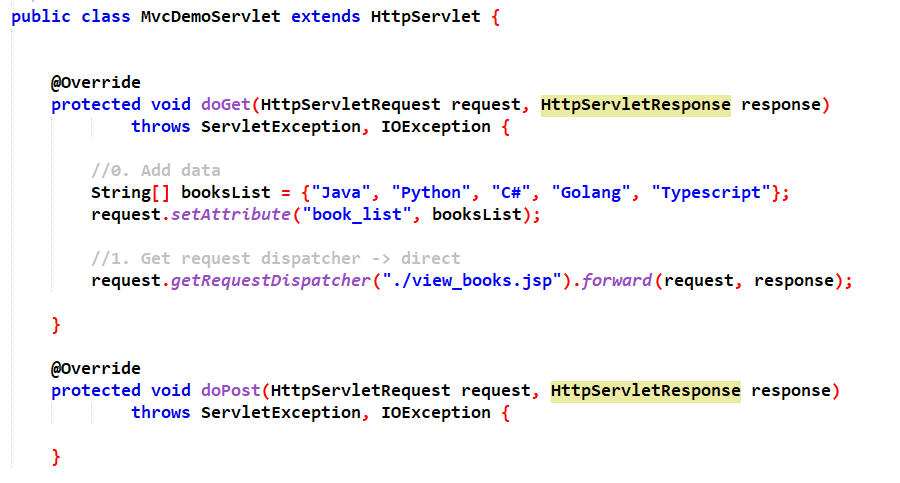 public class MvcDemoServlet extends HttpServlet {
@Override
protected void doGet(HttpServletRequest request, HttpServletResponse response)
throws ServletException, IOException {
//0. Add data
String[] booksList = {"Java", "Python", "C#", "Golang", "Typescript"};
request.setAttribute("book_list", booksList);
//1. Get request dispatcher -> direct
request.getRequestDispatcher("./view_books.jsp").forward(request, response);
}
@Override
protected void doPost(HttpServletRequest request, HttpServletResponse response)
throws ServletException, IOException {
}